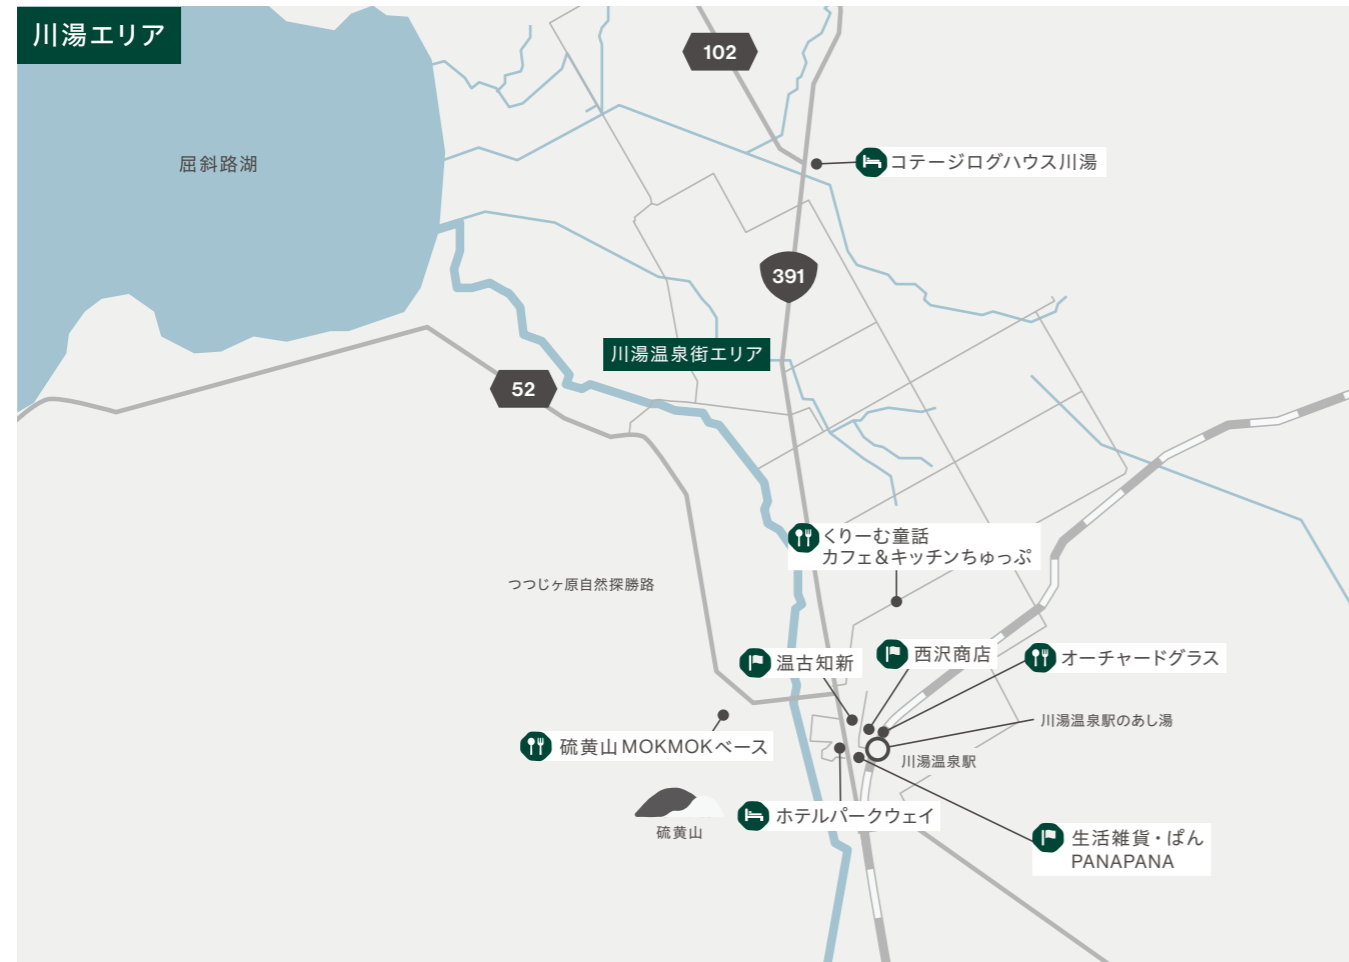 川湯エリア
102
屈斜路湖
コテージログハウス川湯
391
川湯温泉街エリア
52
くりーむ童話
カフェ&キッチンちゅっぷ
つつじヶ原自然探勝路
温古知新
西沢商店
オーチャードグラス
川湯温泉駅のあし湯
硫黄山MOKMOKベース
川湯温泉駅
ホテルパークウェイ
硫黄山
生活雑貨・ぱん
PANAPANA